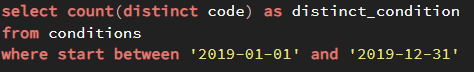 select count(distinct code) as distinct_condition
from conditions
where start between '2019-01-01' and '2019-12-31'